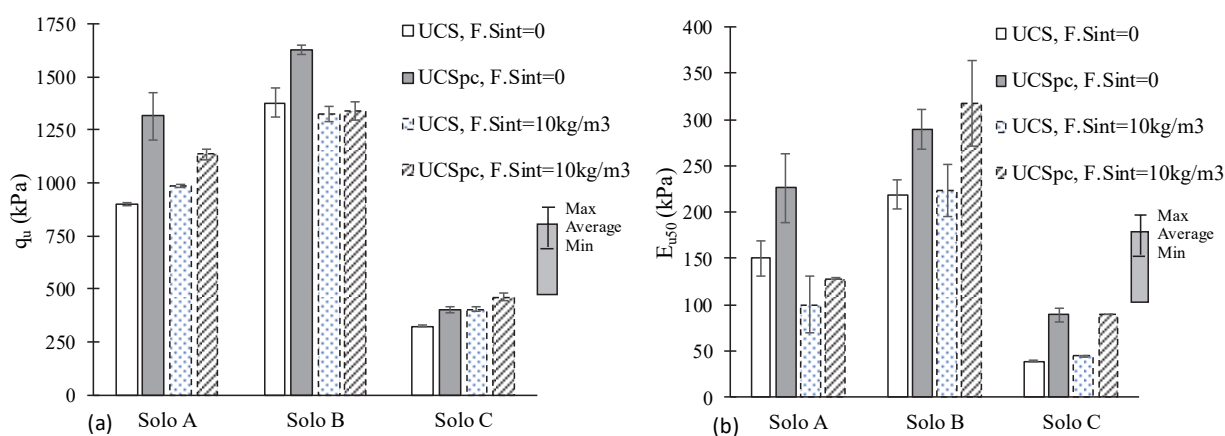 1750
1500
1250
1000
750
500
250
0
q_u (kPa)
UCS, F.Sint=0
UCSpc, F.Sint=0
UCS, F.Sint=10kg/m3
UCSpc, F.Sint=10kg/m3
Max
Average
Min
(a)
Solo A
Solo B
Solo C
400
350
300
250
200
150
100
50
0
E_u50 (kPa)
UCS, F.Sint=0
UCSpc, F.Sint=0
UCS, F.Sint=10kg/m3
UCSpc, F.Sint=10kg/m3
Max
Average
Min
(b)
Solo A
Solo B
Solo C